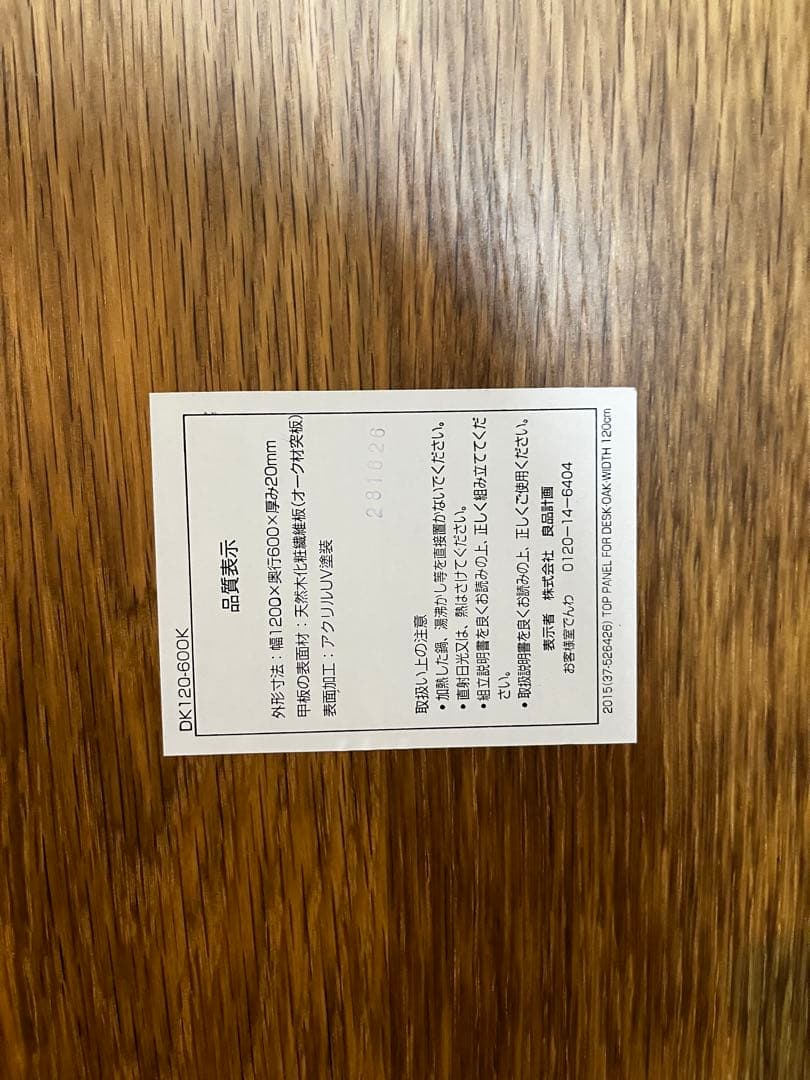 DK120-600K
品質表示
外形寸法：幅1200×奥行600×厚み20mm
甲板の表面材：天然木化粧繊維板(オーク材突板)
表面加工：アクリルUV塗装
281026
取扱い上の注意
•加熱した鍋、湯沸かし等を直接置かないでください。
•直射日光又は、熱はさけてください。
•組立説明書を良くお読みの上、正しく組み立ててくだ
さい。
•取扱説明書を良くお読みの上、正しくご使用ください。
表示者　株式会社　良品計画
お客様室でんわ　0120−14−6404
2015(37-526426) TOP PANEL FOR DESK·OAK·WIDTH 120cm